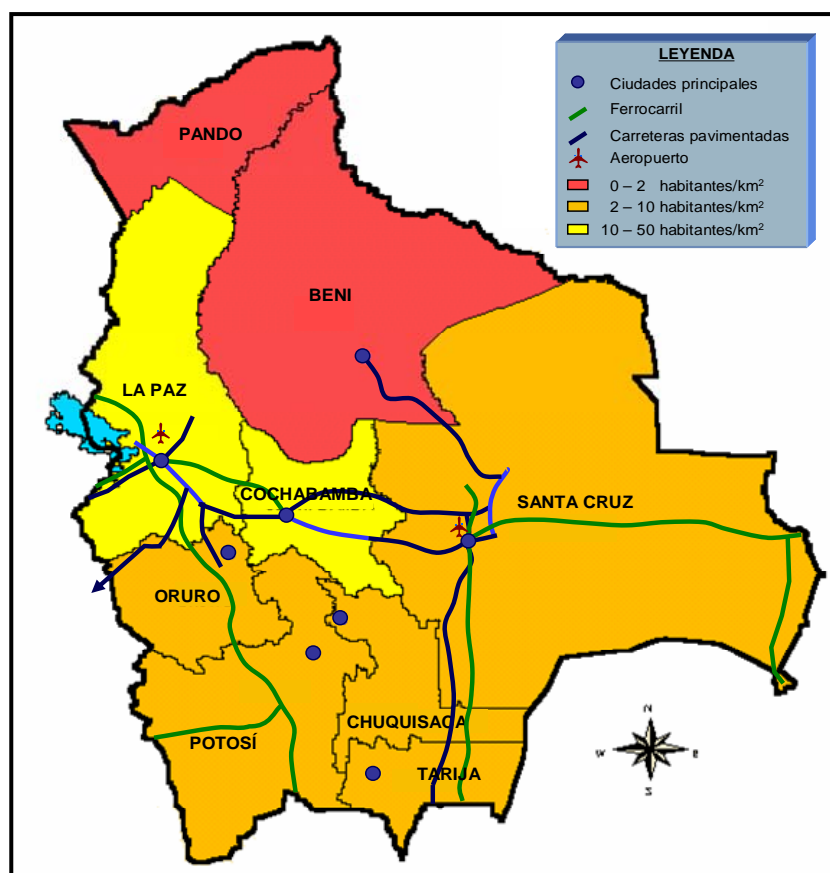 LEYENDA
Ciudades principales
Ferrocarril
Carreteras pavimentadas
Aeropuerto
0 – 2 habitantes/km²
2 – 10 habitantes/km²
10 – 50 habitantes/km²
PANDO
BENI
LA PAZ
COCHABAMBA
SANTA CRUZ
ORURO
CHUQUISACA
POTOSÍ
TARIJA
N
W
S